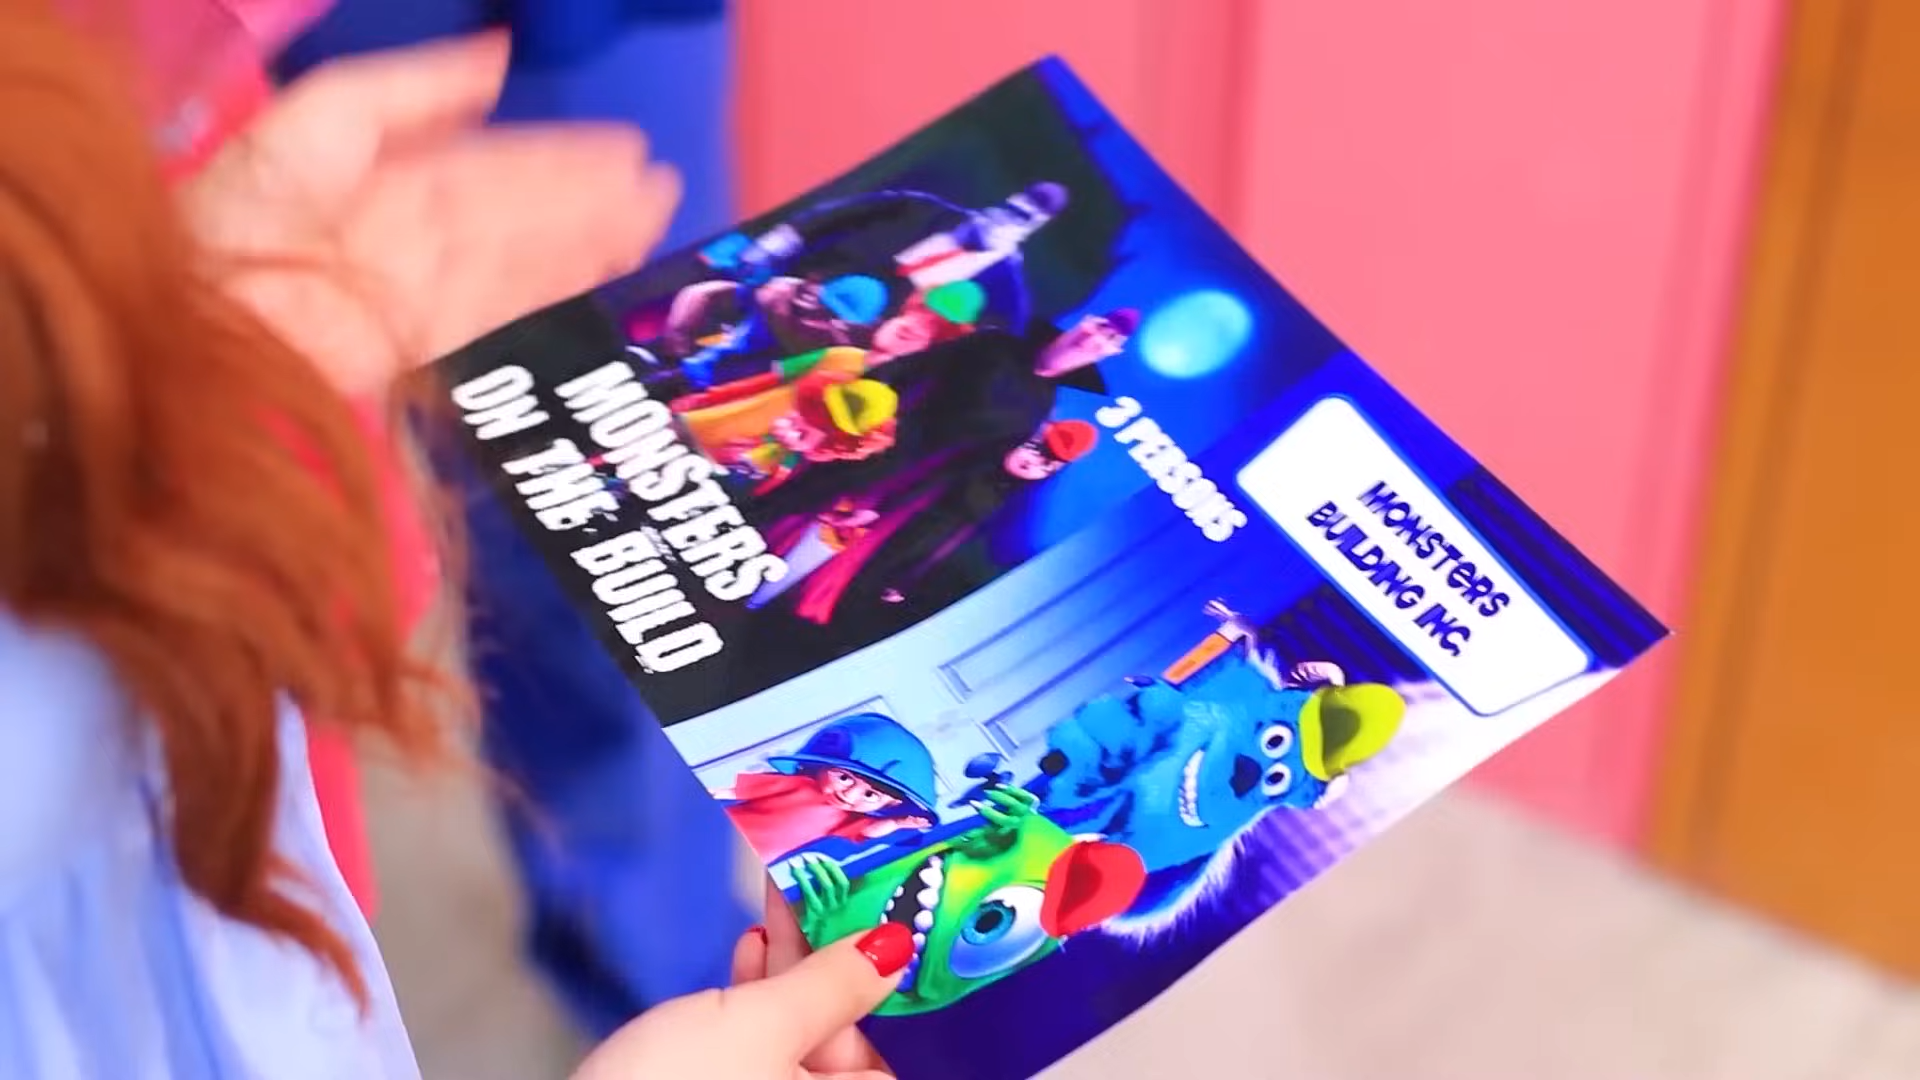 MONSTERS
ON THE BUILD
3 PERSONS
MONSTERS
BUILDING INC.